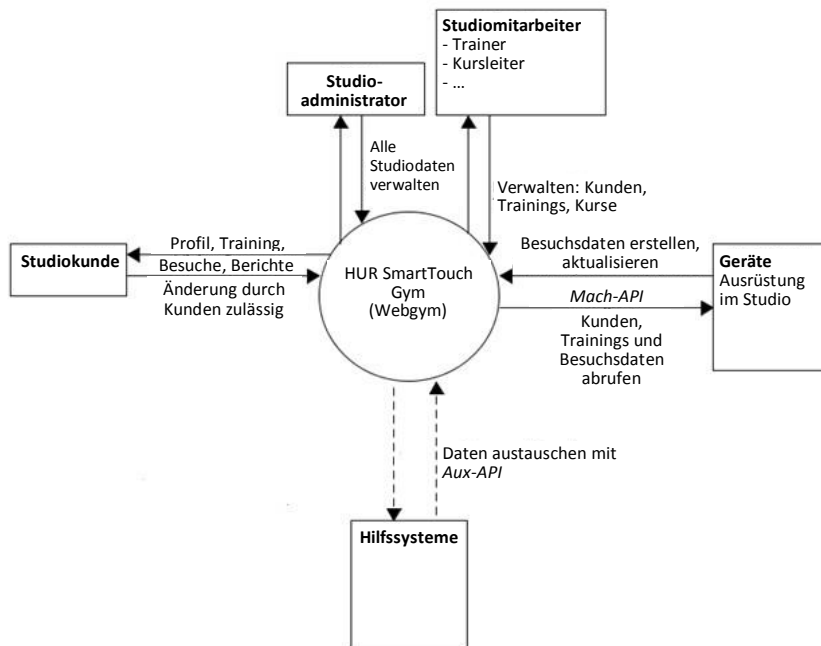 Studiomitarbeiter
- Trainer
- Kursleiter
- ...
Studio-
administrator
Alle
Studiodaten
verwalten
Verwalten: Kunden,
Trainings, Kurse
Studiokunde
Profil, Training,
Besuche, Berichte
Änderung durch
Kunden zulässig
HUR SmartTouch
Gym
(Webgym)
Besuchsdaten erstellen,
aktualisieren
Mach-API
Kunden,
Trainings und
Besuchsdaten
abrufen
Geräte
Ausrüstung
im Studio
Daten austauschen mit
Aux-API
Hilfssysteme